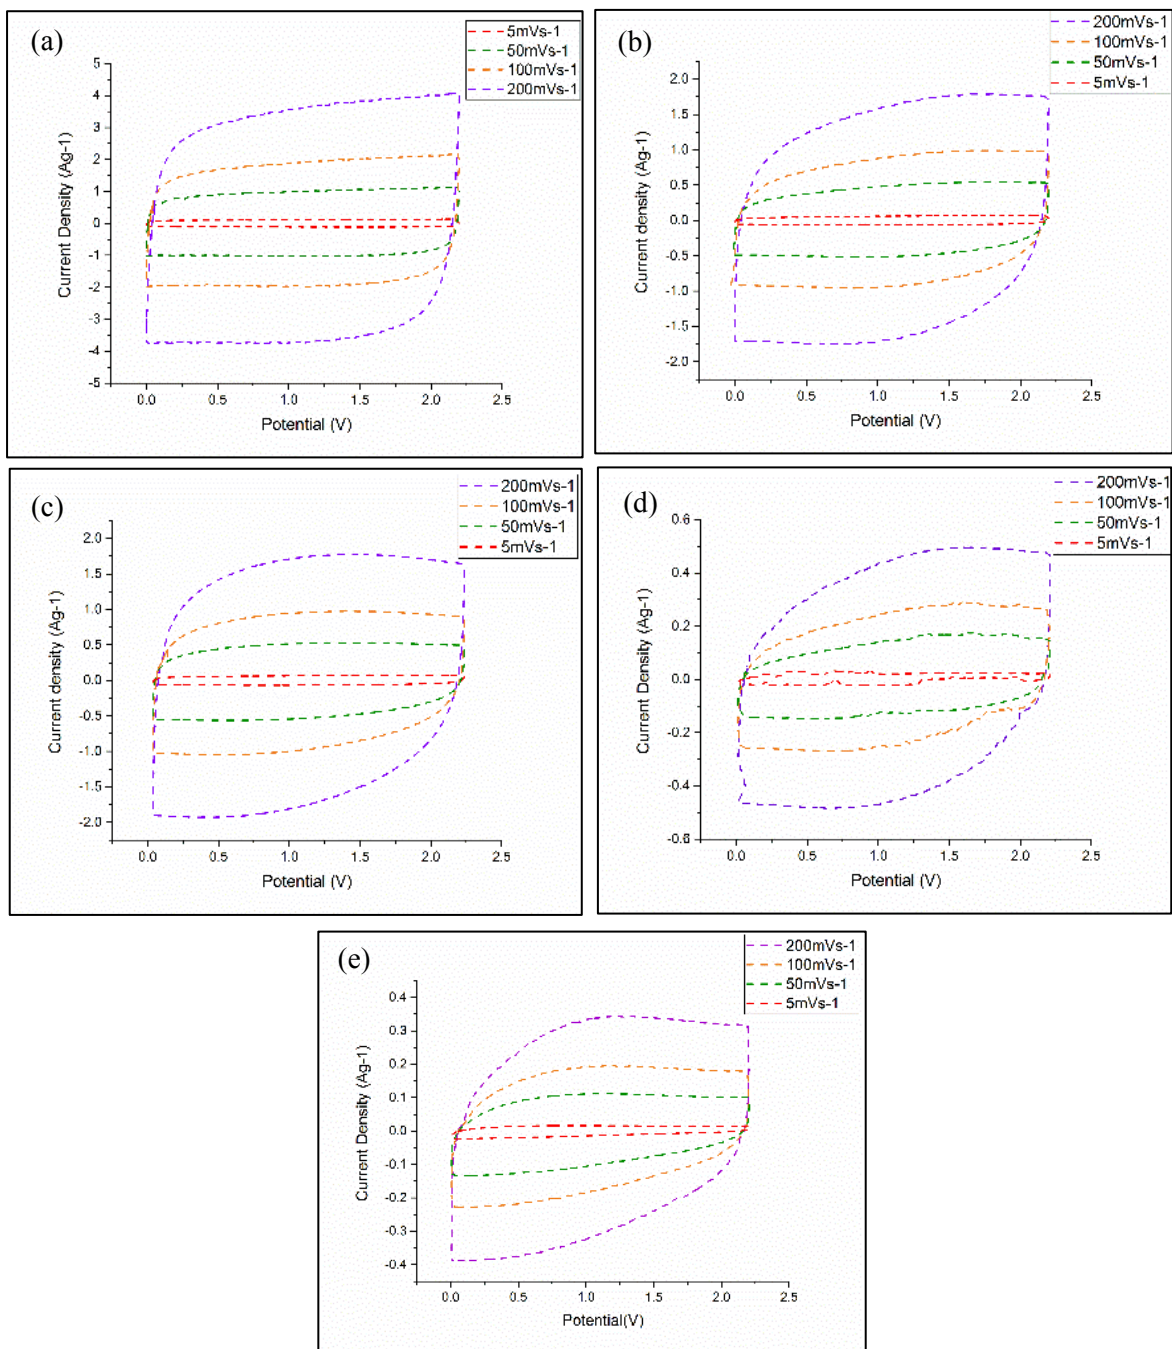 (a)
5mVs-1
50mVs-1
100mVs-1
200mVs-1
5
4
3
2
1
0
-1
-2
-3
-4
-5
Current Density (Ag-1)
0.0 0.5 1.0 1.5 2.0 2.5
Potential (V)
(b)
200mVs-1
100mVs-1
50mVs-1
5mVs-1
2.0
1.5
1.0
0.5
0.0
-0.5
-1.0
-1.5
-2.0
Current density (Ag-1)
0.0 0.5 1.0 1.5 2.0 2.5
Potential (V)
(c)
200mVs-1
100mVs-1
50mVs-1
5mVs-1
2.0
1.5
1.0
0.5
0.0
-0.5
-1.0
-1.5
-2.0
Current density (Ag-1)
0.0 0.5 1.0 1.5 2.0 2.5
Potential (V)
(d)
200mVs-1
100mVs-1
50mVs-1
5mVs-1
0.6
0.4
0.2
0.0
-0.2
-0.4
-0.6
Current Density (Ag-1)
0.0 0.5 1.0 1.5 2.0 2.5
Potential (V)
(e)
200mVs-1
100mVs-1
50mVs-1
5mVs-1
0.4
0.3
0.2
0.1
0.0
-0.1
-0.2
-0.3
-0.4
Current Density (Ag-1)
0.0 0.5 1.0 1.5 2.0 2.5
Potential(V)